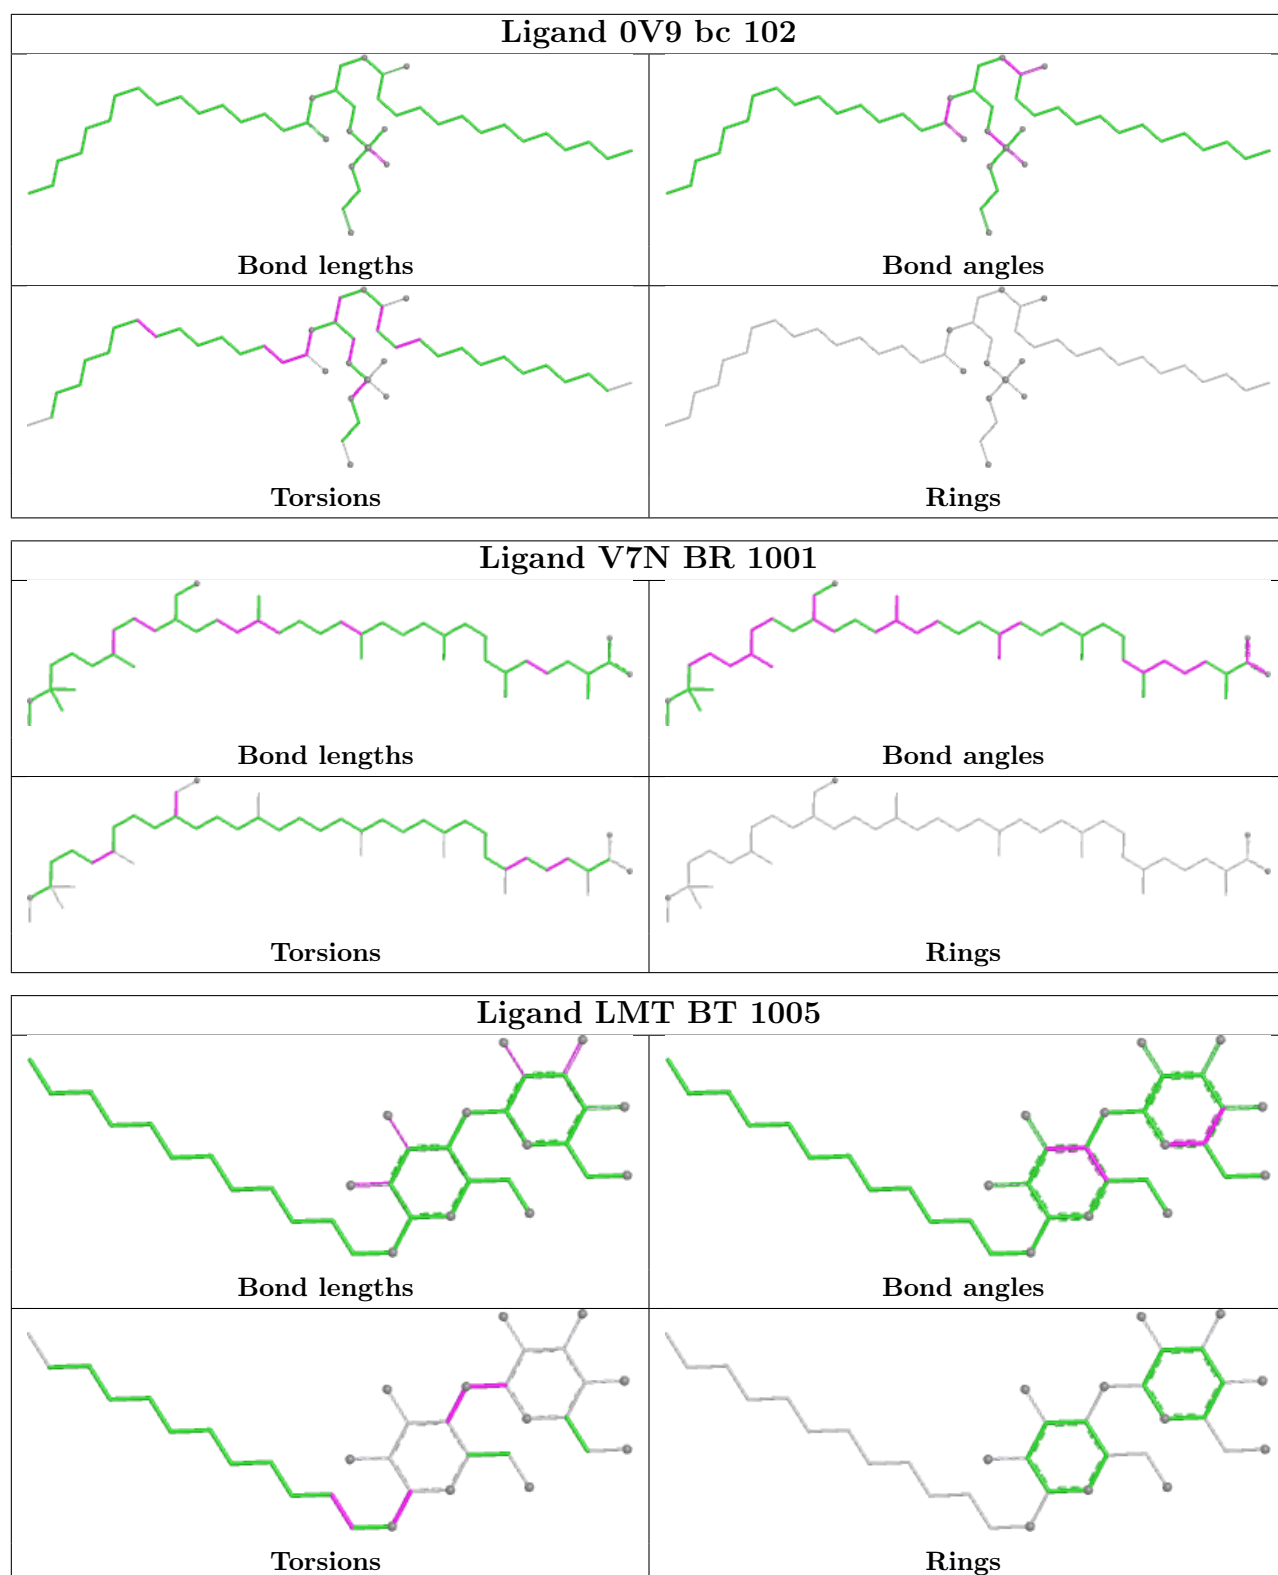 Ligand 0V9 bc 102
Bond lengths
Bond angles
Torsions
Rings
Ligand V7N BR 1001
Bond lengths
Bond angles
Torsions
Rings
Ligand LMT BT 1005
Bond lengths
Bond angles
Torsions
Rings